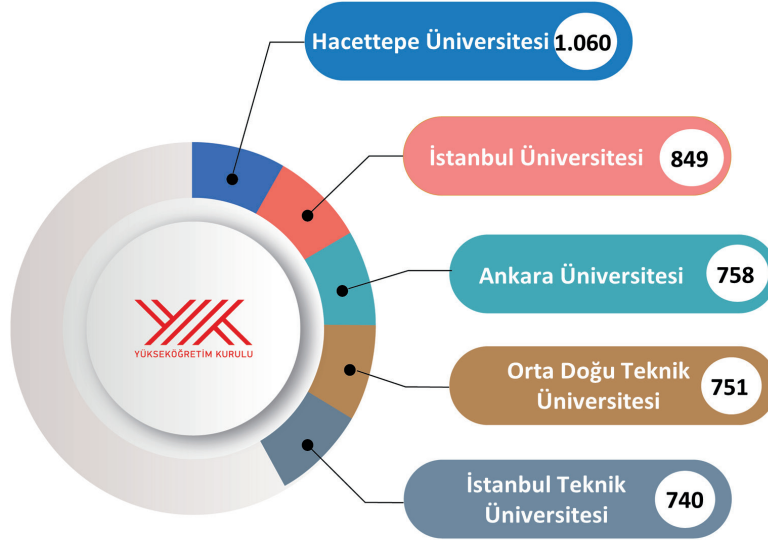 Hacettepe Üniversitesi 1.060
İstanbul Üniversitesi 849
Ankara Üniversitesi 758
YÜKSEKÖĞRETİM KURULU
Orta Doğu Teknik
Üniversitesi 751
İstanbul Teknik
Üniversitesi 740